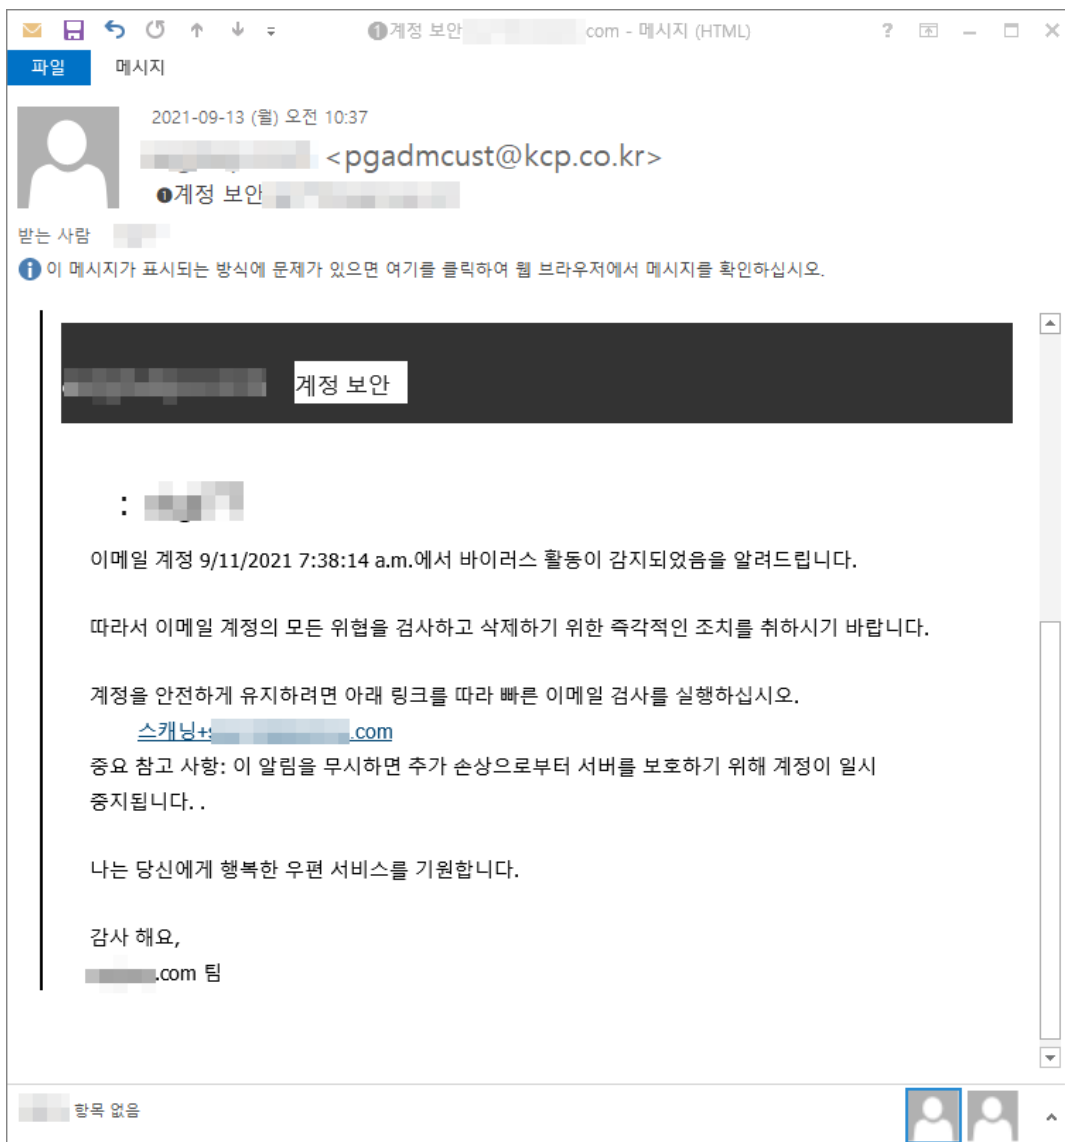 ❶계정 보안 com - 메시지 (HTML)
파일 메시지
2021-09-13 (월) 오전 10:37
<pgadmcust@kcp.co.kr>
❶계정 보안
받는 사람
이 메시지가 표시되는 방식에 문제가 있으면 여기를 클릭하여 웹 브라우저에서 메시지를 확인하십시오.
계정 보안
:
이메일 계정 9/11/2021 7:38:14 a.m.에서 바이러스 활동이 감지되었음을 알려드립니다.
따라서 이메일 계정의 모든 위협을 검사하고 삭제하기 위한 즉각적인 조치를 취하시기 바랍니다.
계정을 안전하게 유지하려면 아래 링크를 따라 빠른 이메일 검사를 실행하십시오.
스캐닝+ .com
중요 참고 사항: 이 알림을 무시하면 추가 손상으로부터 서버를 보호하기 위해 계정이 일시
중지됩니다. .
나는 당신에게 행복한 우편 서비스를 기원합니다.
감사 해요,
.com 팀
항목 없음